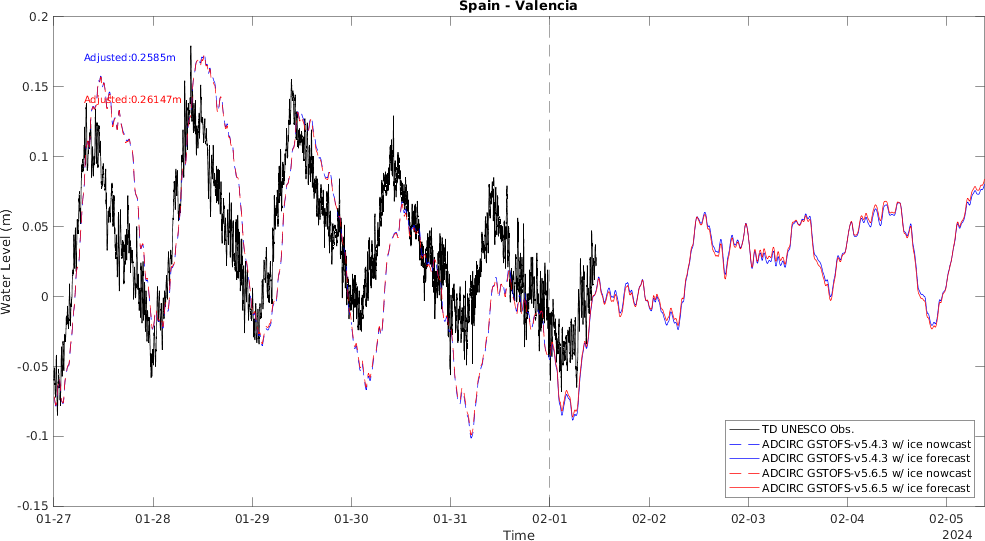 Spain - Valencia
0.2
0.15
0.1
0.05
0
-0.05
-0.1
-0.15
Water Level (m)
Adjusted:0.2585m
Adjusted:0.26147m
TD UNESCO Obs.
ADCIRC GSTOFS-v5.4.3 w/ ice nowcast
ADCIRC GSTOFS-v5.4.3 w/ ice forecast
ADCIRC GSTOFS-v5.6.5 w/ ice nowcast
ADCIRC GSTOFS-v5.6.5 w/ ice forecast
01-27 01-28 01-29 01-30 01-31 02-01 02-02 02-03 02-04 02-05
Time
2024